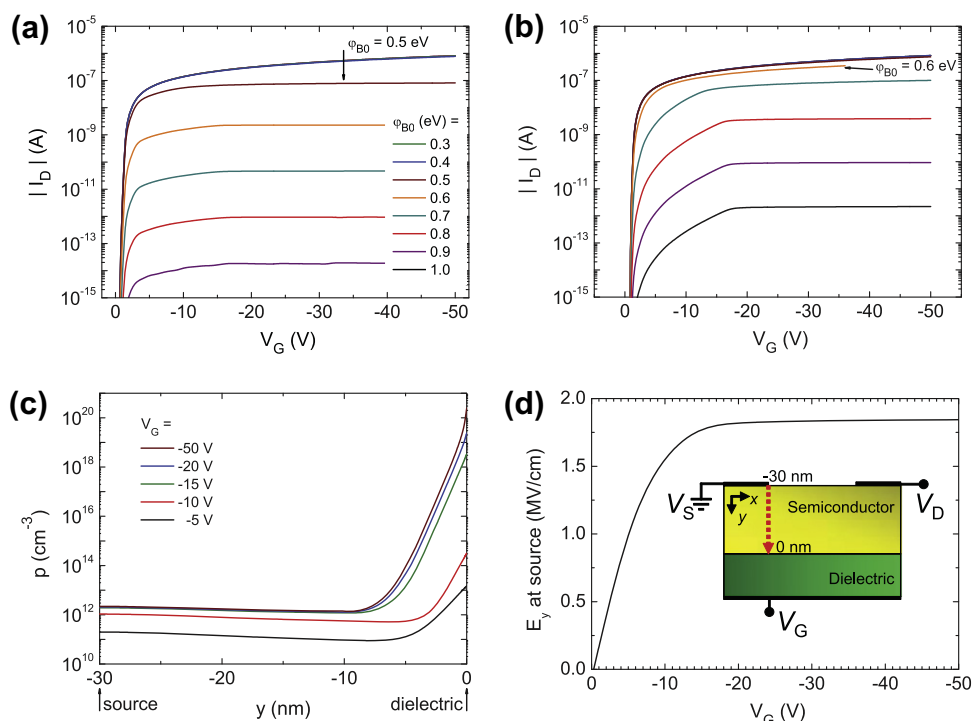 (a)
10^-5
10^-7
10^-9
10^-11
10^-13
10^-15
| I_D | (A)
φ_B0 = 0.5 eV
φ_B0 (eV) =
0.3
0.4
0.5
0.6
0.7
0.8
0.9
1.0
0 -10 -20 -30 -40 -50
V_G (V)
(b)
10^-5
10^-7
10^-9
10^-11
10^-13
10^-15
| I_D | (A)
φ_B0 = 0.6 eV
0 -10 -20 -30 -40 -50
V_G (V)
(c)
10^20
10^18
10^16
10^14
10^12
10^10
p (cm^-3)
V_G =
-50 V
-20 V
-15 V
-10 V
-5 V
-30 -20 -10 0
source y (nm) dielectric
(d)
2.0
1.5
1.0
0.5
0.0
E_y at source (MV/cm)
-30 nm
V_S
x
y
Semiconductor
V_D
0 nm
Dielectric
V_G
0 -10 -20 -30 -40 -50
V_G (V)